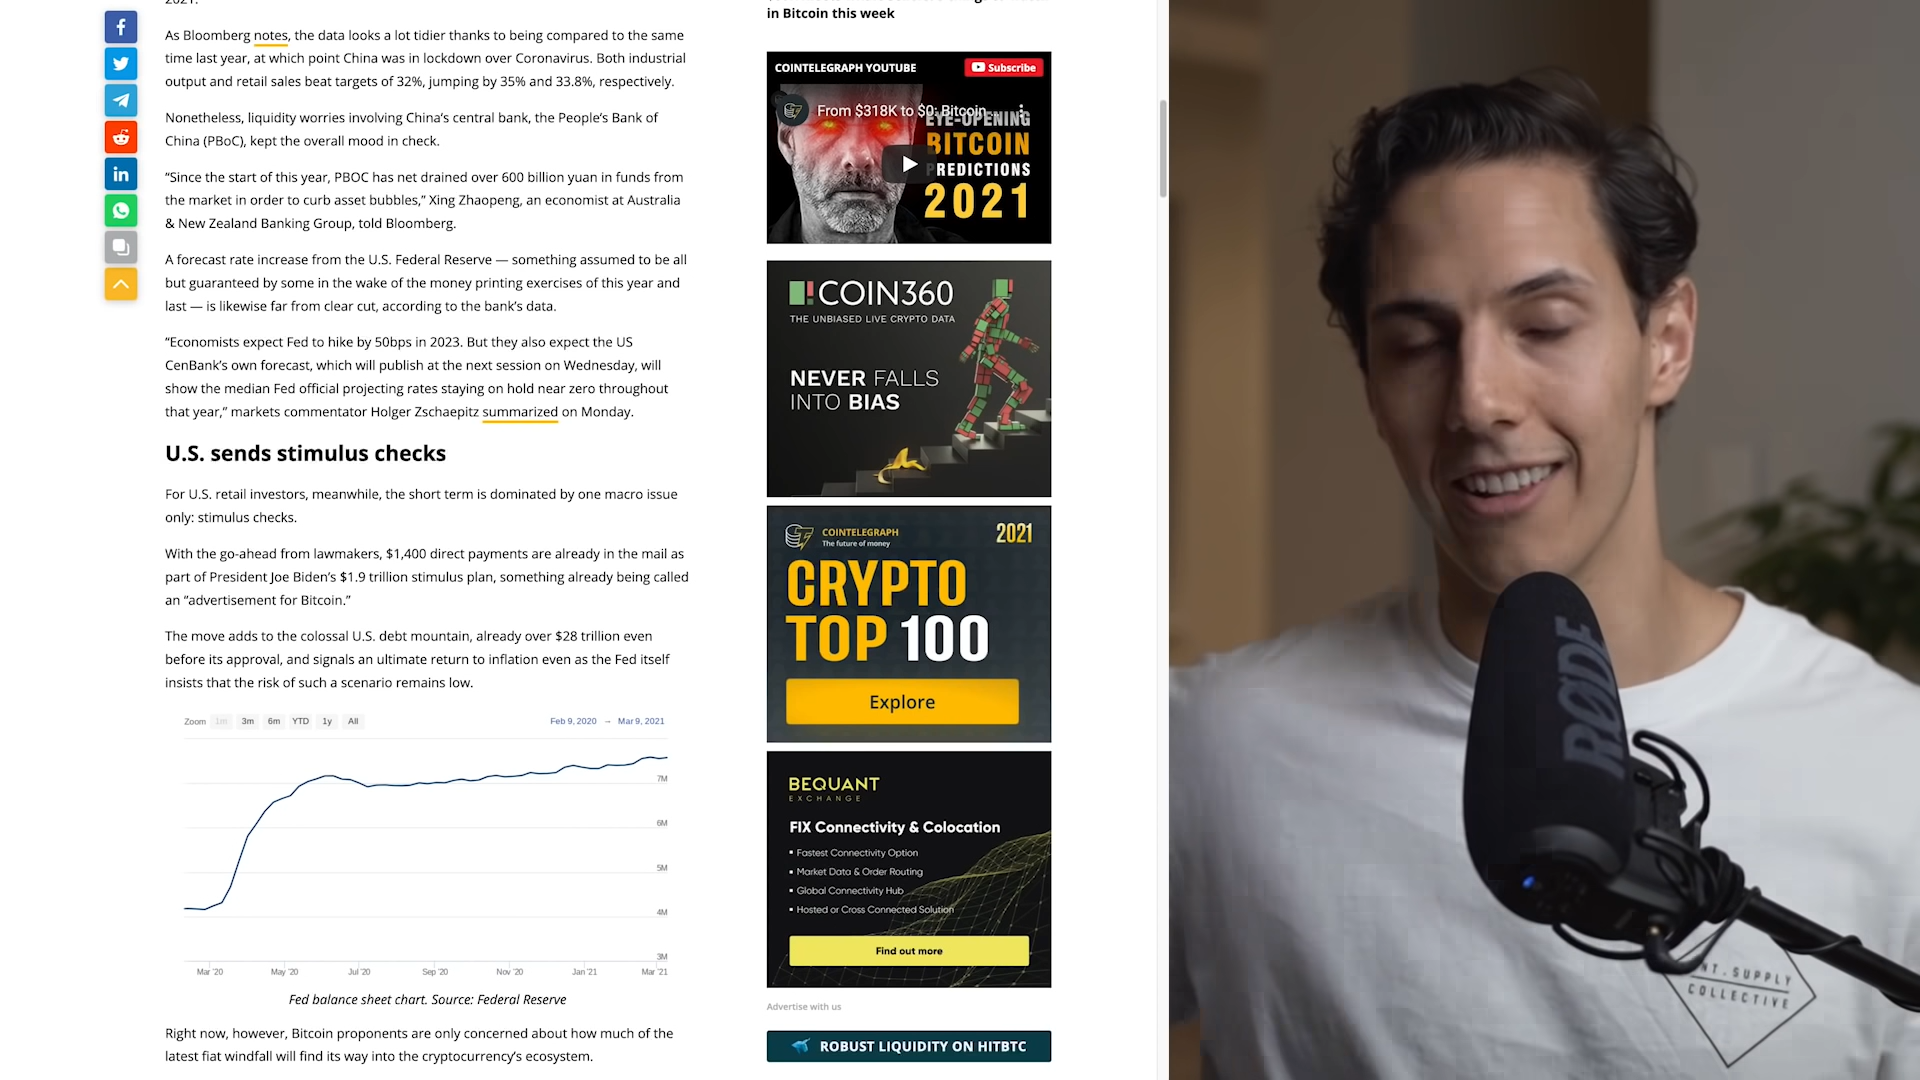 2021.
As Bloomberg notes, the data looks a lot tidier thanks to being compared to the same
time last year, at which point China was in lockdown over Coronavirus. Both industrial
output and retail sales beat targets of 32%, jumping by 35% and 33.8%, respectively.
Nonetheless, liquidity worries involving China's central bank, the People's Bank of
China (PBoC), kept the overall mood in check.
“Since the start of this year, PBOC has net drained over 600 billion yuan in funds from
the market in order to curb asset bubbles,” Xing Zhaopeng, an economist at Australia
& New Zealand Banking Group, told Bloomberg.
A forecast rate increase from the U.S. Federal Reserve — something assumed to be all
but guaranteed by some in the wake of the money printing exercises of this year and
last — is likewise far from clear cut, according to the bank's data.
“Economists expect Fed to hike by 50bps in 2023. But they also expect the US
CenBank's own forecast, which will publish at the next session on Wednesday, will
show the median Fed official projecting rates staying on hold near zero throughout
that year,” markets commentator Holger Zschaepitz summarized on Monday.
U.S. sends stimulus checks
For U.S. retail investors, meanwhile, the short term is dominated by one macro issue
only: stimulus checks.
With the go-ahead from lawmakers, $1,400 direct payments are already in the mail as
part of President Joe Biden's $1.9 trillion stimulus plan, something already being called
an “advertisement for Bitcoin.”
The move adds to the colossal U.S. debt mountain, already over $28 trillion even
before its approval, and signals an ultimate return to inflation even as the Fed itself
insists that the risk of such a scenario remains low.
Zoom 1m 3m 6m YTD 1y All Feb 9, 2020 → Mar 9, 2021
7M
6M
5M
4M
3M
Mar '20 May '20 Jul '20 Sep '20 Nov '20 Jan '21 Mar '21
Fed balance sheet chart. Source: Federal Reserve
Right now, however, Bitcoin proponents are only concerned about how much of the
latest fiat windfall will find its way into the cryptocurrency's ecosystem.
in Bitcoin this week
COINTELEGRAPH YOUTUBE Subscribe
From $318K to $0: Bitcoin...
EYE-OPENING
BITCOIN
PREDICTIONS
2021
COIN360
THE UNBIASED LIVE CRYPTO DATA
NEVER FALLS
INTO BIAS
COINTELEGRAPH 2021
The future of money
CRYPTO
TOP 100
Explore
BEQUANT
EXCHANGE
FIX Connectivity & Colocation
▪ Fastest Connectivity Option
▪ Market Data & Order Routing
▪ Global Connectivity Hub
▪ Hosted or Cross Connected Solution
Find out more
Advertise with us
ROBUST LIQUIDITY ON HITBTC
RØDE
NT.SUPPLY
COLLECTIVE